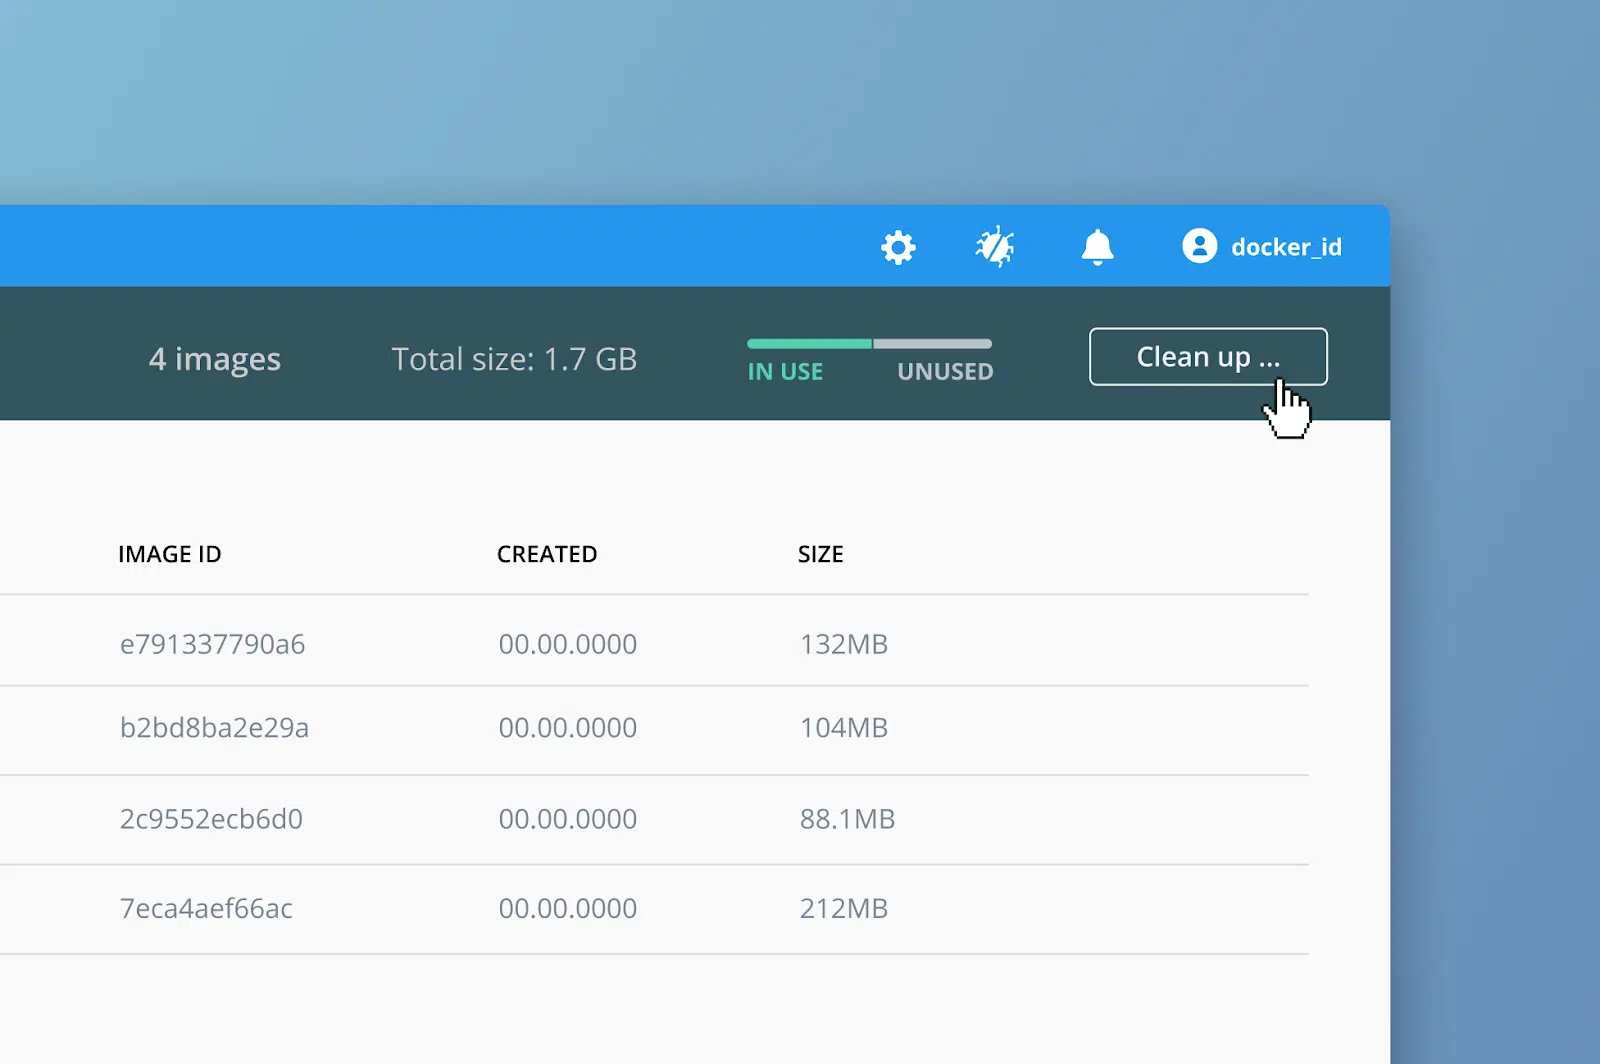 docker_id
4 images Total size: 1.7 GB IN USE UNUSED Clean up ...
IMAGE ID CREATED SIZE
e791337790a6 00.00.0000 132MB
b2bd8ba2e29a 00.00.0000 104MB
2c9552ecb6d0 00.00.0000 88.1MB
7eca4aef66ac 00.00.0000 212MB